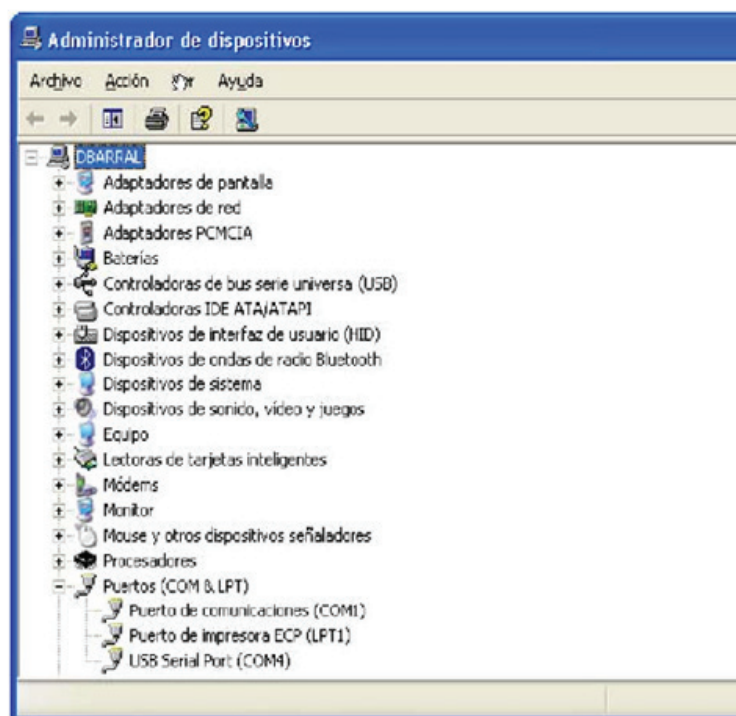 Administrador de dispositivos
Archivo Acción Ayuda
DBARRAL
Adaptadores de pantalla
Adaptadores de red
Adaptadores PCMCIA
Baterías
Controladoras de bus serie universa (USB)
Controladoras IDE ATA/ATAPI
Dispositivos de interfaz de usuario (HID)
Dispositivos de ondas de radio Bluetooth
Dispositivos de sistema
Dispositivos de sonido, vídeo y juegos
Equipo
Lectoras de tarjetas inteligentes
Módems
Monitor
Mouse y otros dispositivos señaladores
Procesadores
Puertos (COM & LPT)
Puerto de comunicaciones (COM1)
Puerto de impresora ECP (LPT1)
USB Serial Port (COM4)